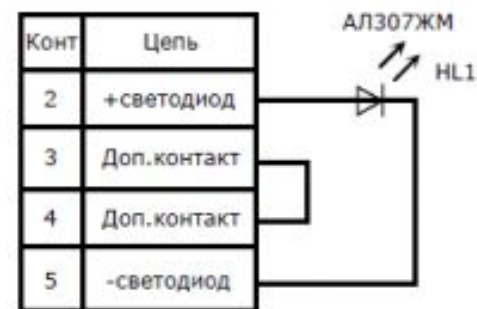 АЛ307ЖМ
HL1
Конт Цепь
2 +светодиод
3 Доп.контакт
4 Доп.контакт
5 -светодиод